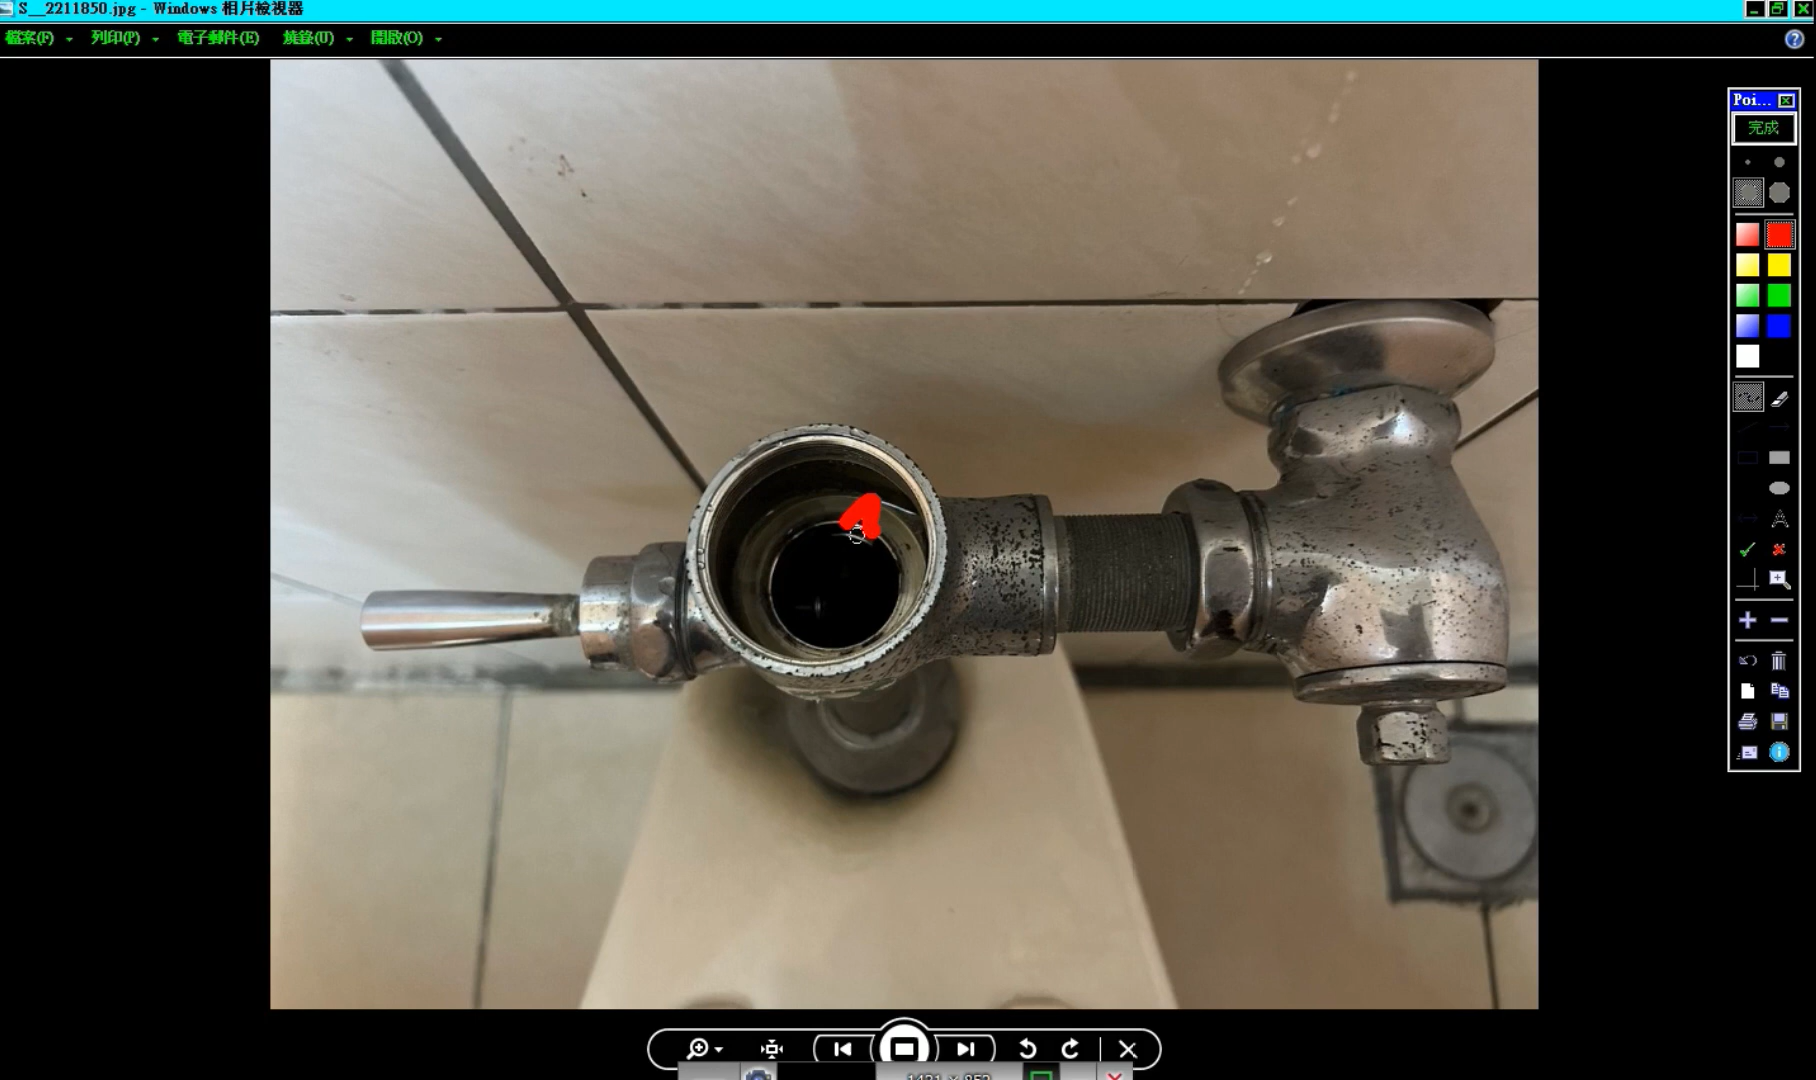 S__2211850.jpg - Windows 相片檢視器
檔案(F) 列印(P) 電子郵件(E) 燒錄(U) 開啟(O)
Poi...
完成
A